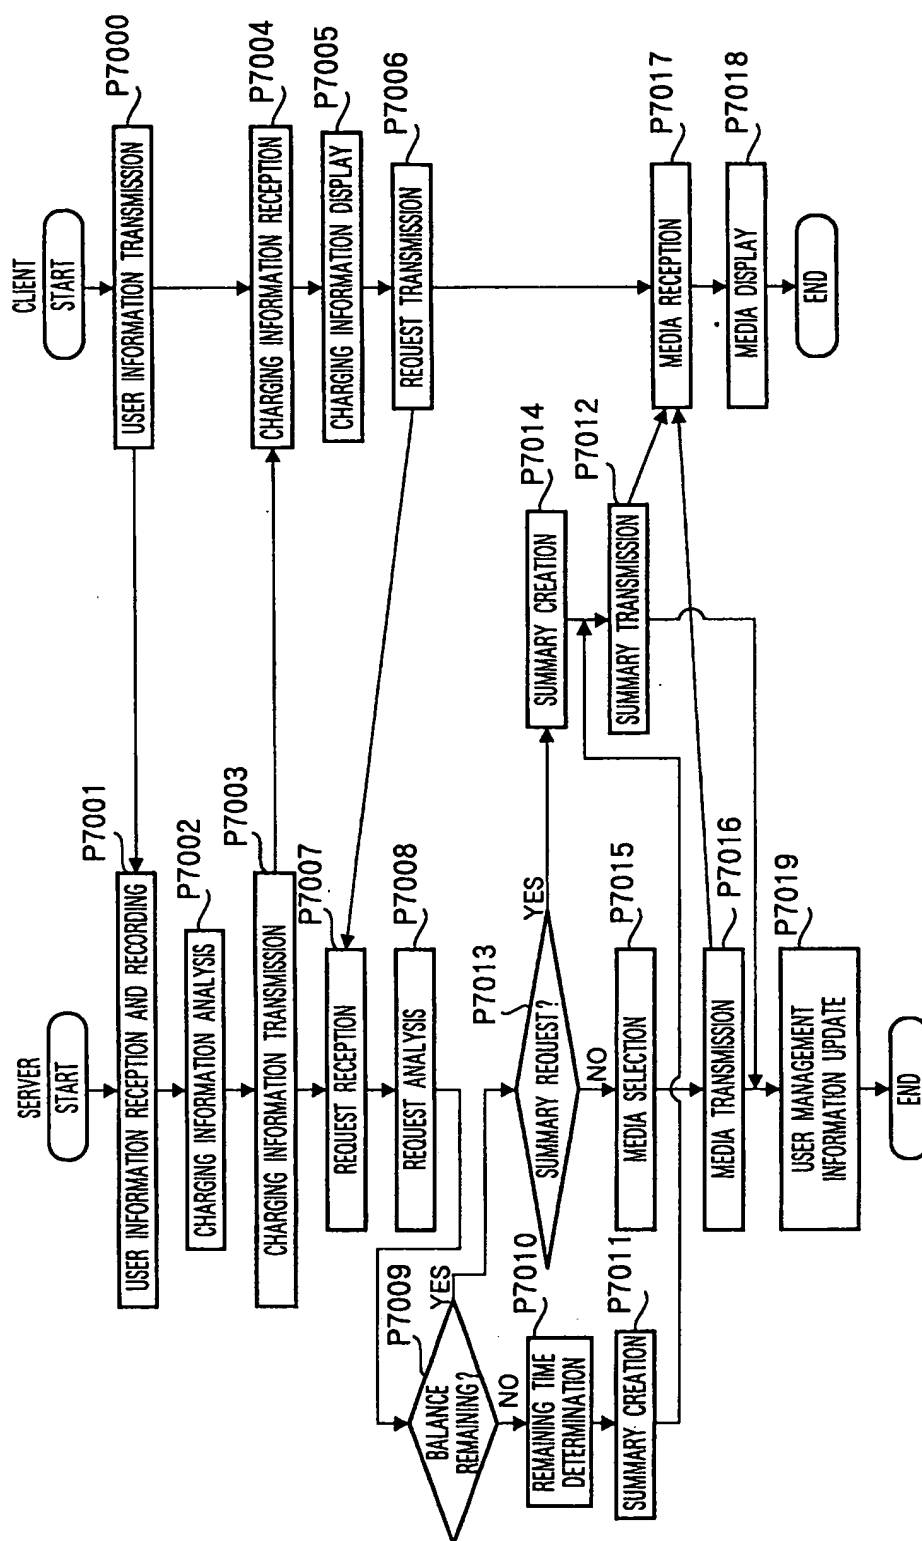 SERVER
START
USER INFORMATION RECEPTION AND RECORDING
P7001
CHARGING INFORMATION ANALYSIS
P7002
CHARGING INFORMATION TRANSMISSION
P7003
REQUEST RECEPTION
P7007
REQUEST ANALYSIS
P7008
BALANCE
REMAINING?
P7009
YES
NO
REMAINING TIME
DETERMINATION
P7010
SUMMARY CREATION
P7011
SUMMARY REQUEST?
P7013
YES
NO
MEDIA SELECTION
P7015
MEDIA TRANSMISSION
P7016
USER MANAGEMENT
INFORMATION UPDATE
P7019
END
SUMMARY CREATION
P7014
SUMMARY TRANSMISSION
P7012
CLIENT
START
USER INFORMATION TRANSMISSION
P7000
CHARGING INFORMATION RECEPTION
P7004
CHARGING INFORMATION DISPLAY
P7005
REQUEST TRANSMISSION
P7006
MEDIA RECEPTION
P7017
MEDIA DISPLAY
P7018
END